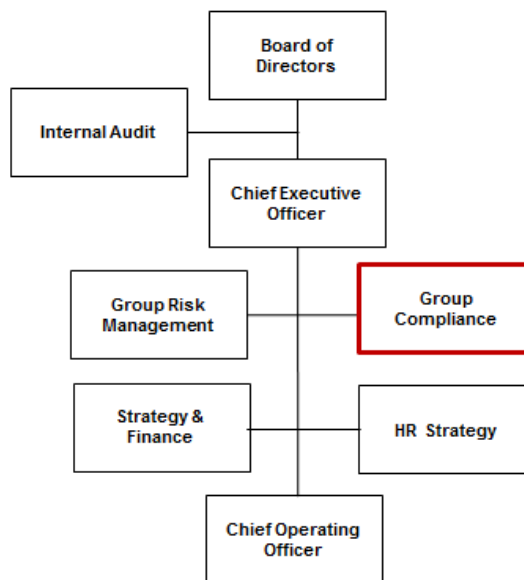 Board of
Directors
Internal Audit
Chief Executive
Officer
Group Risk
Management
Group
Compliance
Strategy &
Finance
HR Strategy
Chief Operating
Officer